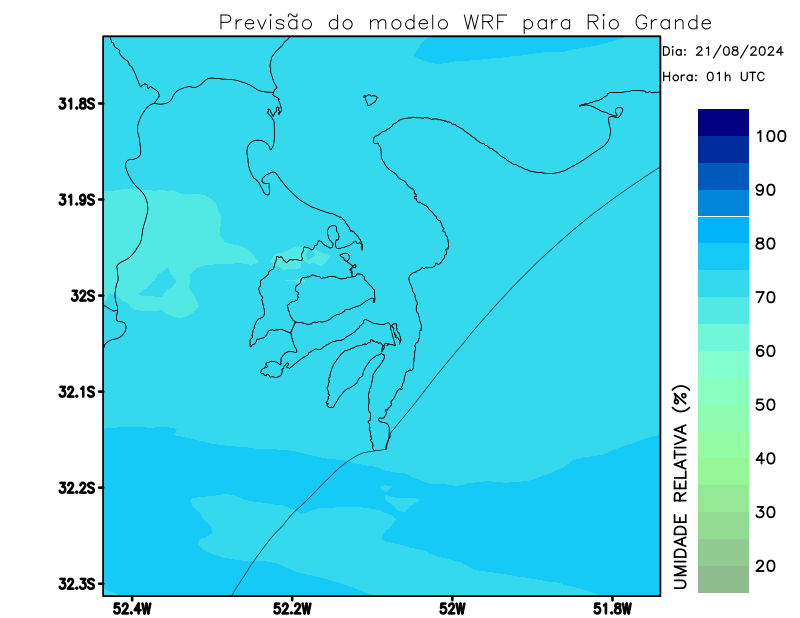 Previsão do modelo WRF para Rio Grande
Dia: 21/08/2024
Hora: 01h UTC
31.8S
31.9S
32S
32.1S
32.2S
32.3S
52.4W
52.2W
52W
51.8W
UMIDADE RELATIVA (%)
100
90
80
70
60
50
40
30
20